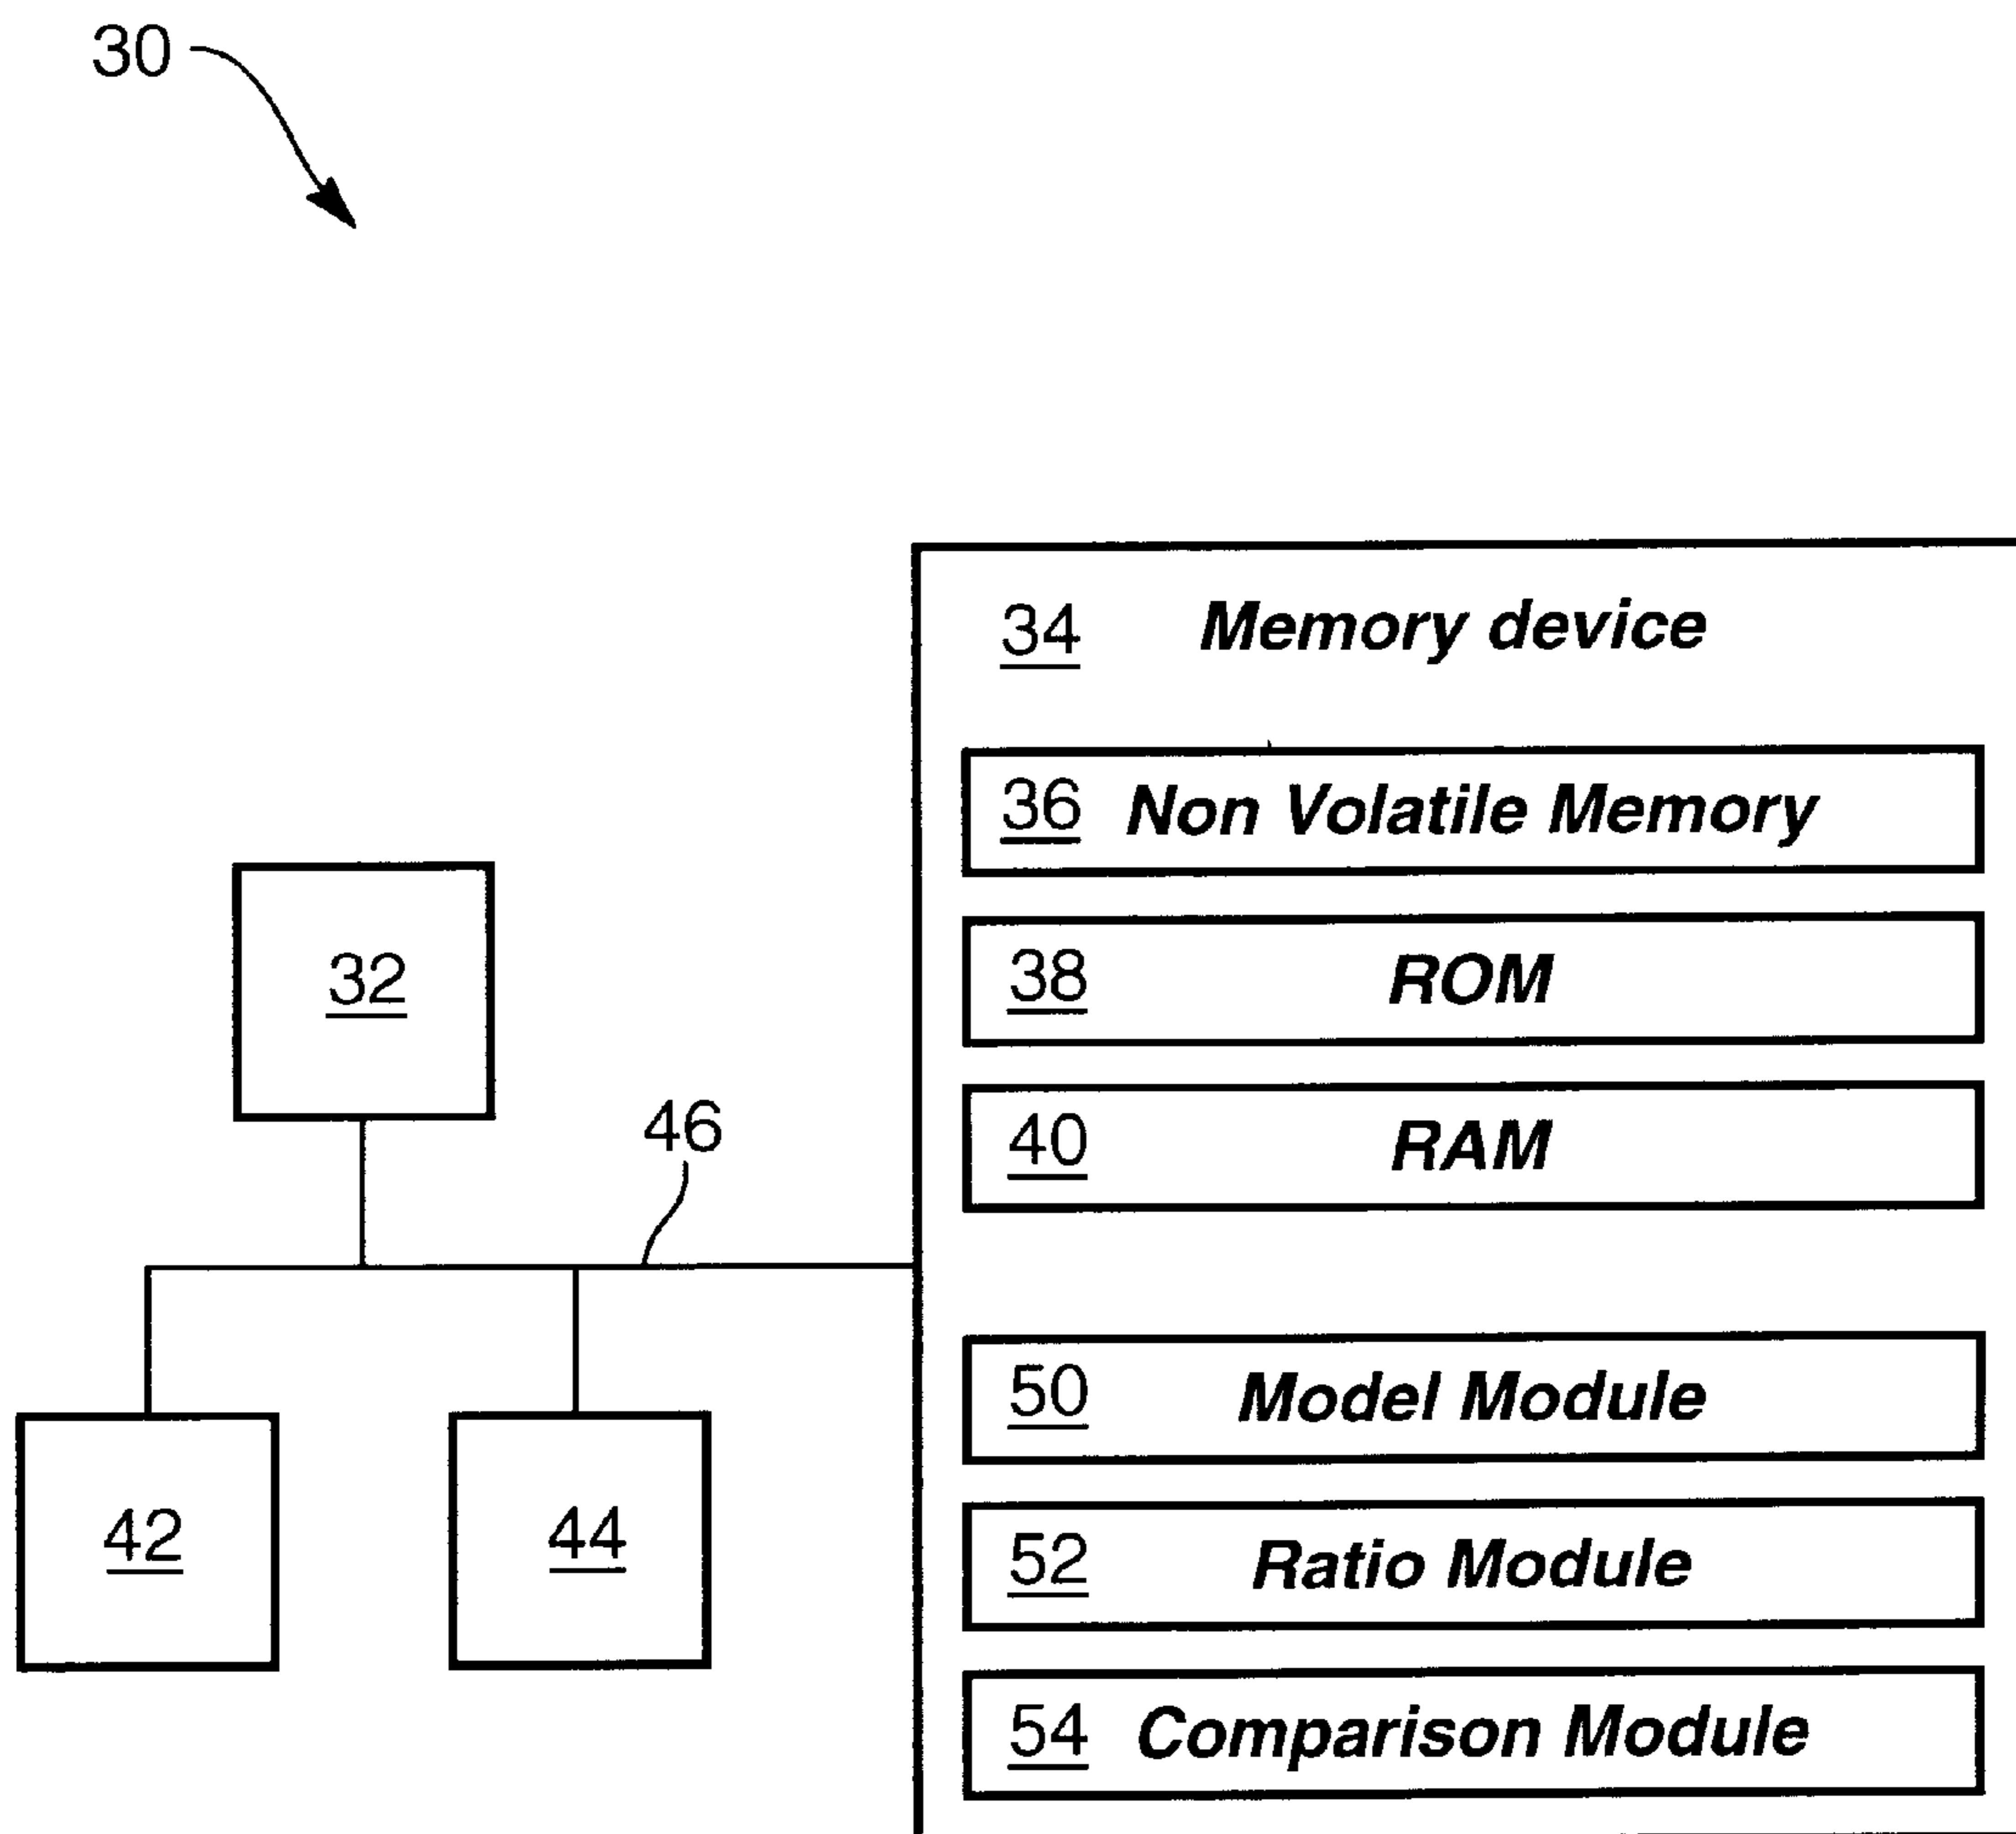 30
34 Memory device
36 Non Volatile Memory
32
38 ROM
46
40 RAM
50 Model Module
42
44
52 Ratio Module
54 Comparison Module